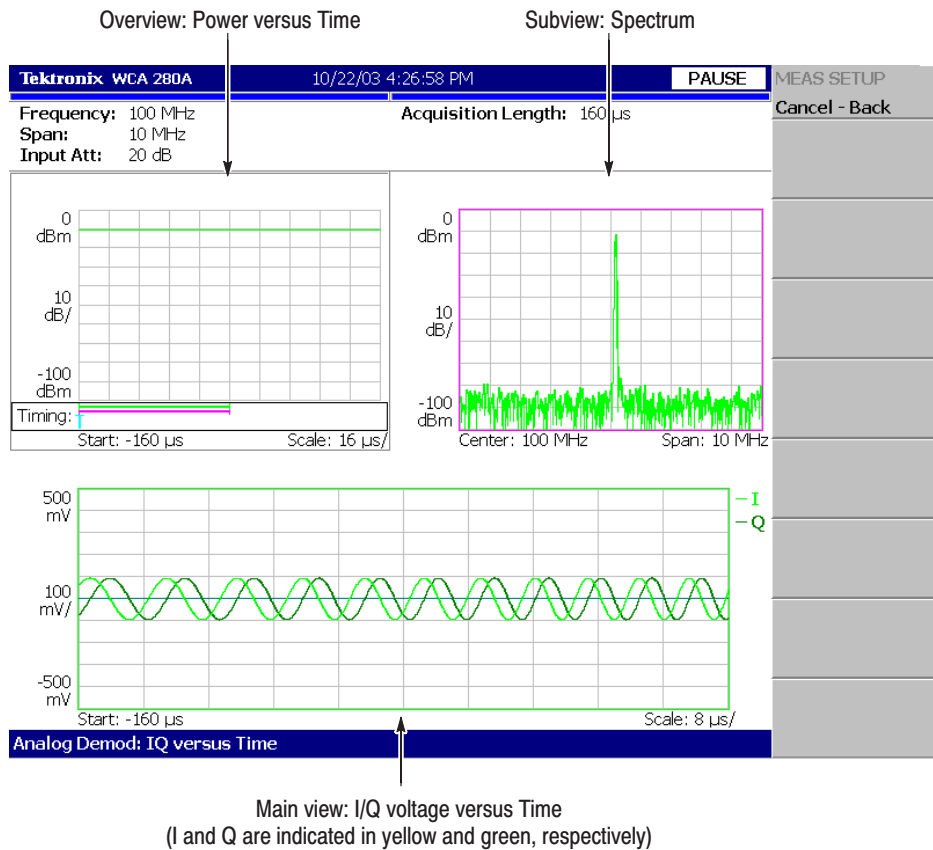 Overview: Power versus Time
Subview: Spectrum
Tektronix WCA 280A
10/22/03 4:26:58 PM
PAUSE
MEAS SETUP
Cancel - Back
Frequency: 100 MHz
Acquisition Length: 160 µs
Span: 10 MHz
Input Att: 20 dB
0
dBm
10
dB/
-100
dBm
Timing:
Start: -160 µs
Scale: 16 µs/
0
dBm
10
dB/
-100
dBm
Center: 100 MHz
Span: 10 MHz
500
mV
100
mV/
-500
mV
I
Q
Start: -160 µs
Scale: 8 µs/
Analog Demod: IQ versus Time
Main view: I/Q voltage versus Time
(I and Q are indicated in yellow and green, respectively)